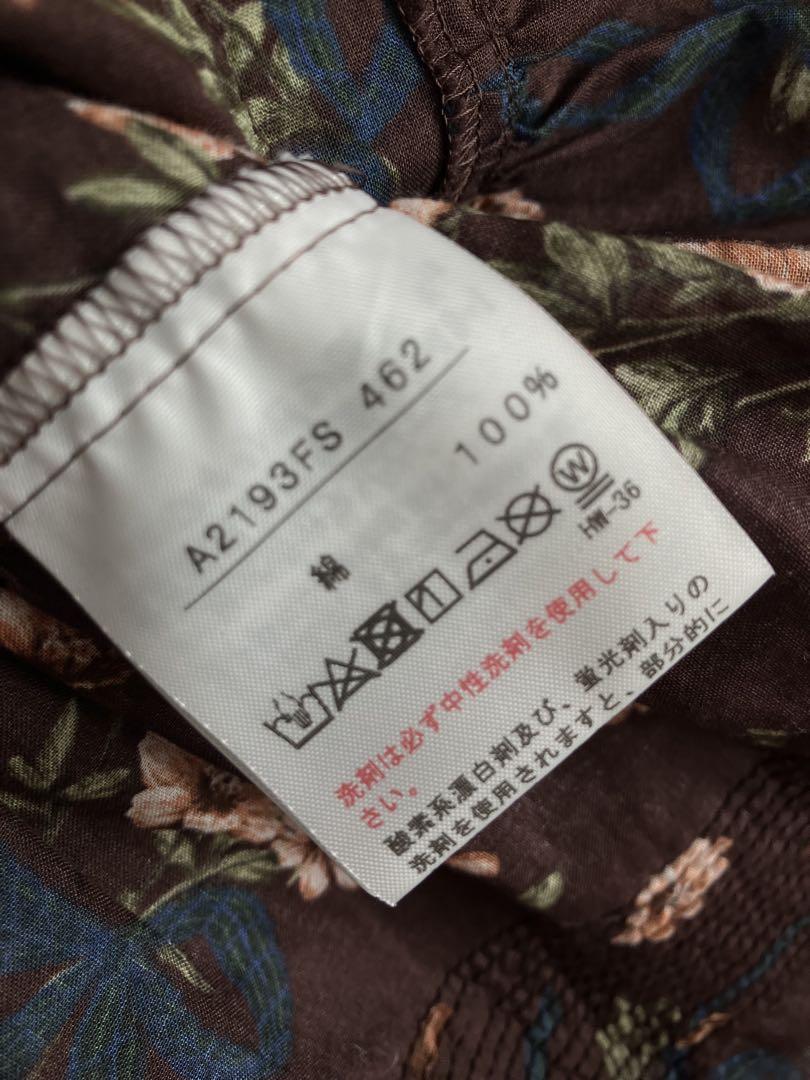 A2193FS 462
綿 100%
W
HW-36
洗剤は必ず中性洗剤を使用して下
さい。
酸素系漂白剤及び、蛍光剤入りの
洗剤を使用されますと、部分的に